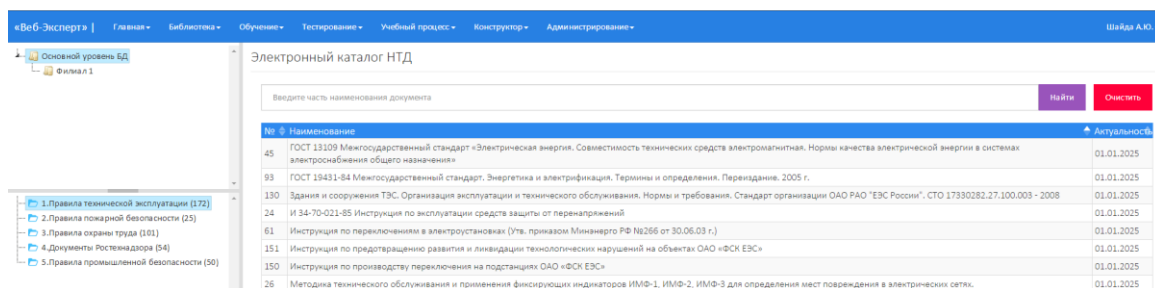 «Веб-Эксперт» | Главная Библиотека Обучение Тестирование Учебный процесс Конструктор Администрирование Шайда А.Ю.
Основной уровень БД
Филиал 1
1.Правила технической эксплуатации (172)
2.Правила пожарной безопасности (25)
3.Правила охраны труда (101)
4.Документы Ростехнадзора (54)
5.Правила промышленной безопасности (50)
Электронный каталог НТД
Введите часть наименования документа Найти Очистить
№ Наименование Актуальность
45 ГОСТ 13109 Межгосударственный стандарт «Электрическая энергия. Совместимость технических средств электромагнитная. Нормы качества электрической энергии в системах
электроснабжения общего назначения» 01.01.2025
93 ГОСТ 19431-84 Межгосударственный стандарт. Энергетика и электрификация. Термины и определения. Переиздание. 2005 г. 01.01.2025
130 Здания и сооружения ТЭС. Организация эксплуатации и технического обслуживания. Нормы и требования. Стандарт организации ОАО РАО "ЕЭС России". СТО 17330282.27.100.003 - 2008 01.01.2025
24 И 34-70-021-85 Инструкция по эксплуатации средств защиты от перенапряжений 01.01.2025
61 Инструкция по переключениям в электроустановках (Утв. приказом Минэнерго РФ №266 от 30.06.03 г.) 01.01.2025
151 Инструкция по предотвращению развития и ликвидации технологических нарушений на объектах ОАО «ФСК ЕЭС» 01.01.2025
150 Инструкция по производству переключения на подстанциях ОАО «ФСК ЕЭС» 01.01.2025
26 Методика технического обслуживания и применения фиксирующих индикаторов ИМФ-1, ИМФ-2, ИМФ-3 для определения мест повреждения в электрических сетях. 01.01.2025